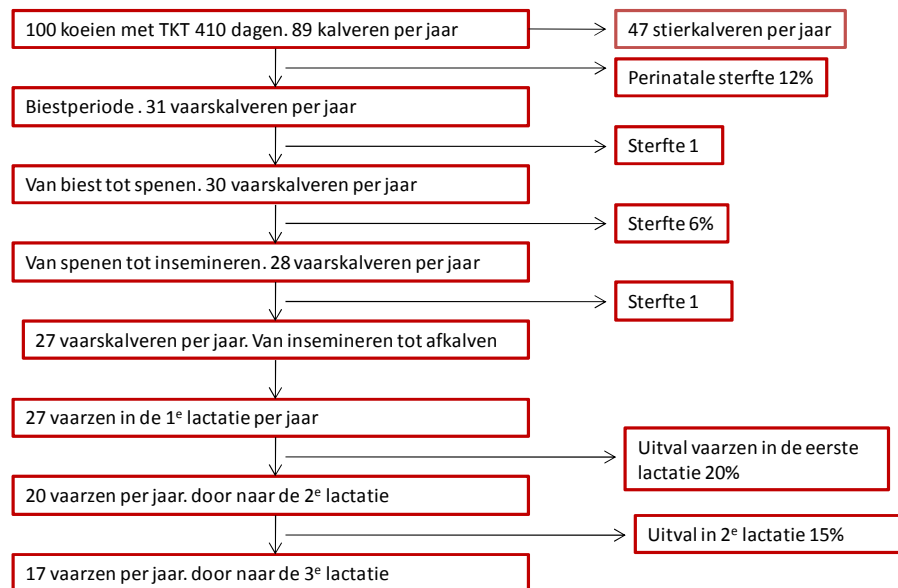 100 koeien met TKT 410 dagen. 89 kalveren per jaar
47 stierkalveren per jaar
Perinatale sterfte 12%
Biestperiode . 31 vaarskalveren per jaar
Sterfte 1
Van biest tot spenen. 30 vaarskalveren per jaar
Sterfte 6%
Van spenen tot insemineren. 28 vaarskalveren per jaar
Sterfte 1
27 vaarskalveren per jaar. Van insemineren tot afkalven
27 vaarzen in de 1e lactatie per jaar
Uitval vaarzen in de eerste
lactatie 20%
20 vaarzen per jaar. door naar de 2e lactatie
Uitval in 2e lactatie 15%
17 vaarzen per jaar. door naar de 3e lactatie